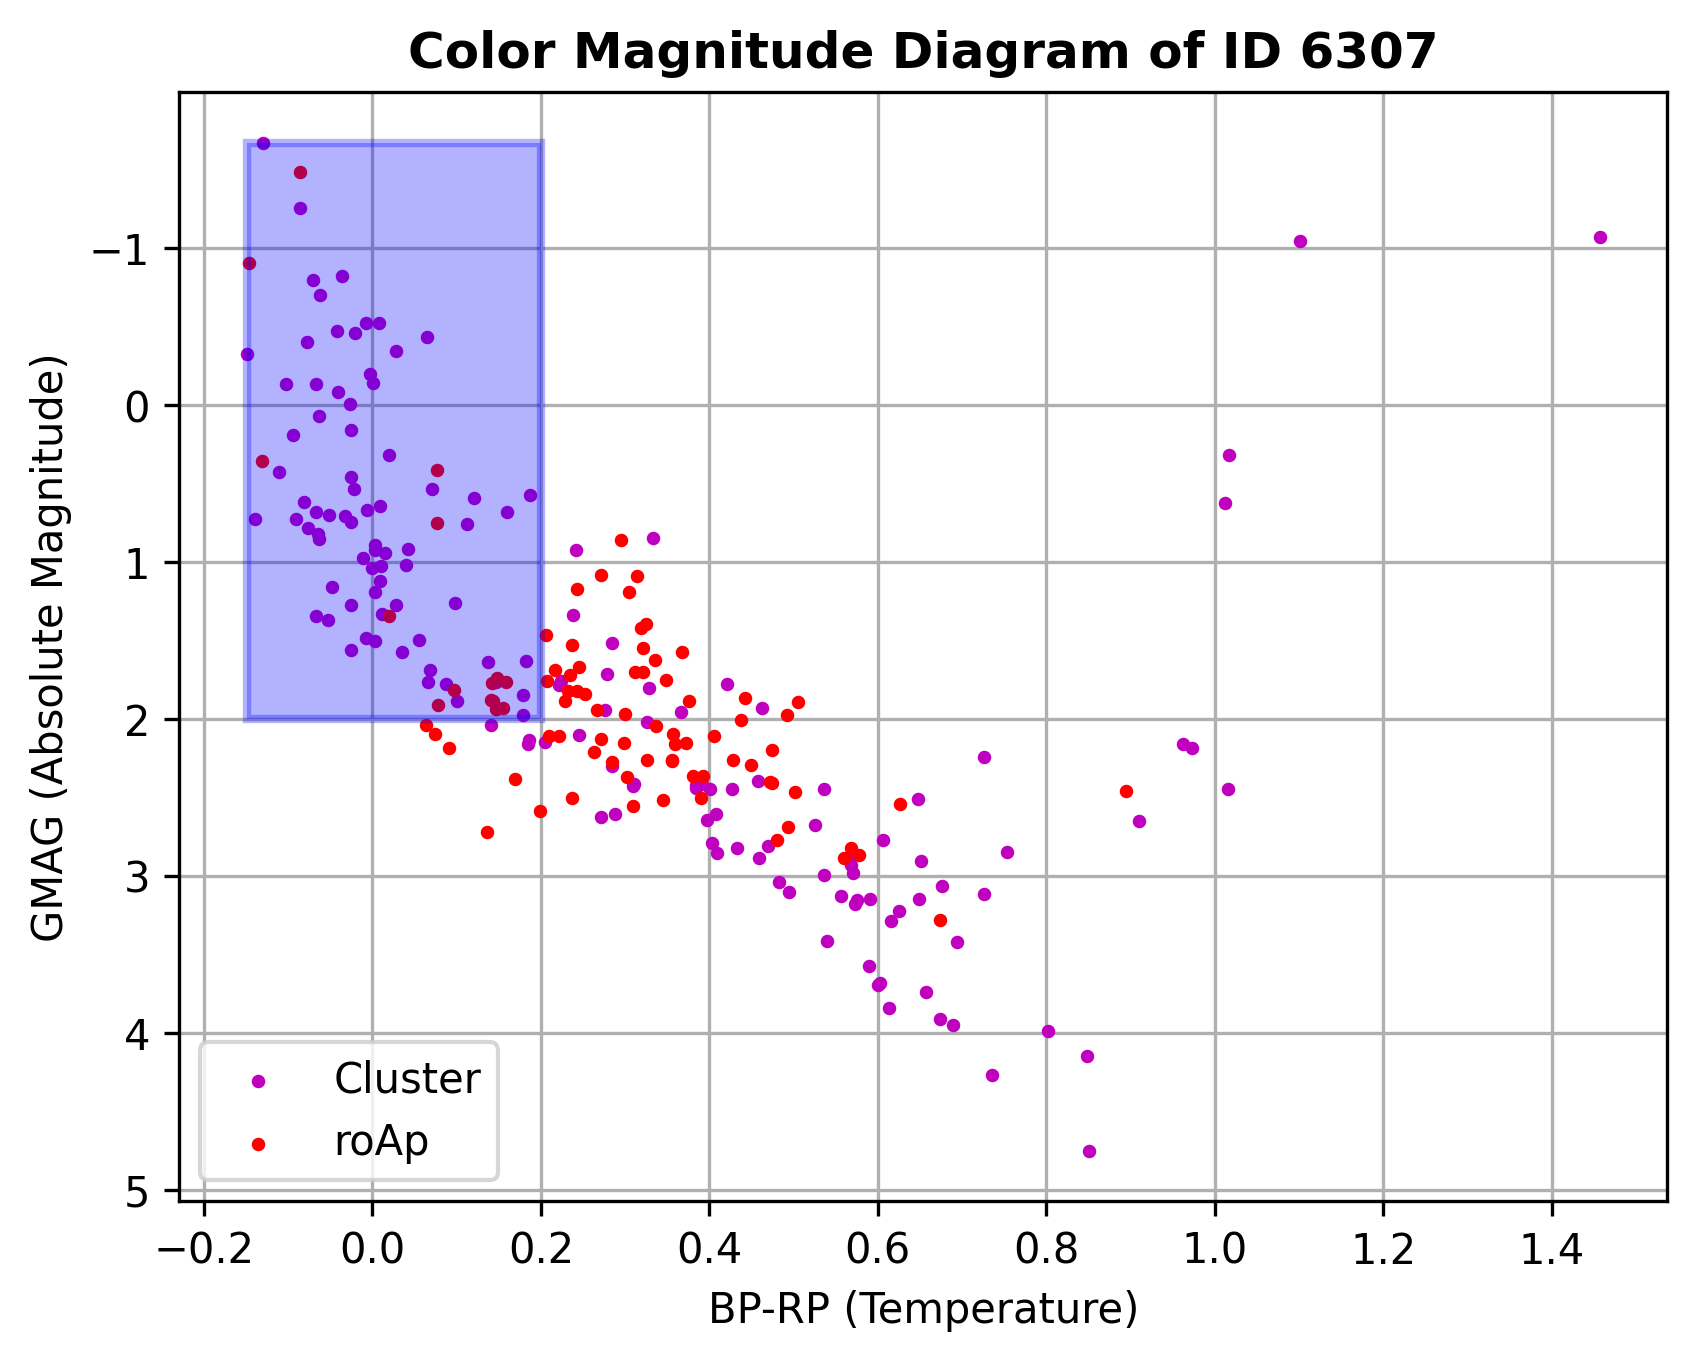 Color Magnitude Diagram of ID 6307
GMAG (Absolute Magnitude)
−1
0
1
2
3
4
5
Cluster
roAp
−0.2 0.0 0.2 0.4 0.6 0.8 1.0 1.2 1.4
BP-RP (Temperature)